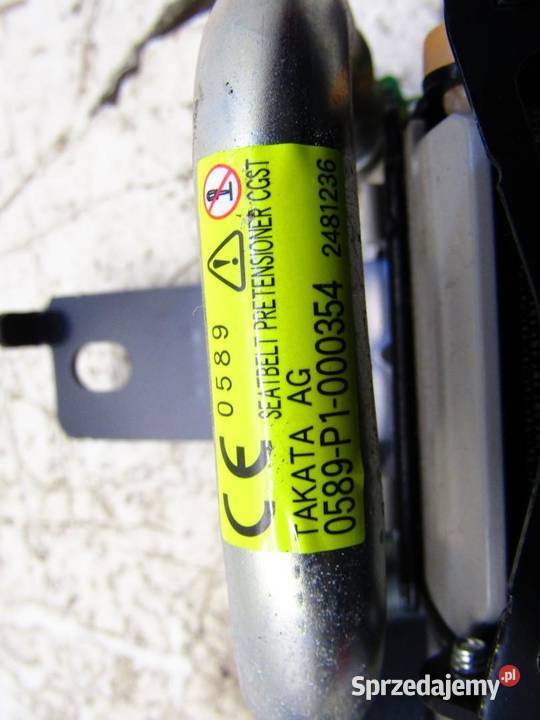 CE 0589
SEATBELT PRETENSIONER CGST
TAKATA AG
0589-P1-000354 2481236
Sprzedajemy.pl